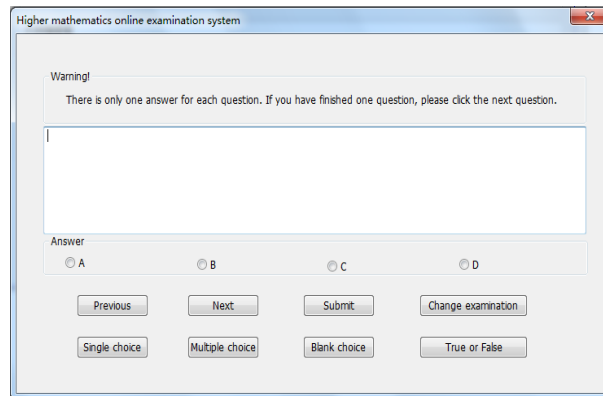 Higher mathematics online examination system
Warning!
There is only one answer for each question. If you have finished one question, please click the next question.
Answer
A B C D
Previous Next Submit Change examination
Single choice Multiple choice Blank choice True or False